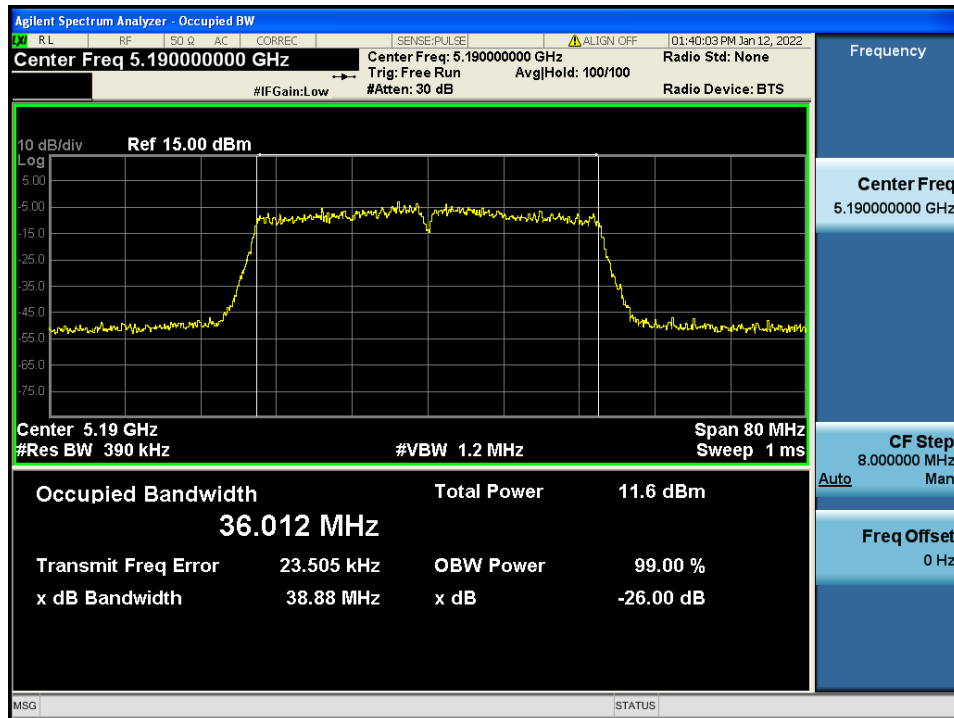 Agilent Spectrum Analyzer - Occupied BW
LXI RL RF 50 Ω AC CORREC SENSE:PULSE ALIGN OFF 01:40:03 PM Jan 12, 2022
Center Freq 5.190000000 GHz
Center Freq: 5.190000000 GHz
Radio Std: None
Trig: Free Run Avg|Hold: 100/100
#IFGain:Low #Atten: 30 dB
Radio Device: BTS
10 dB/div Ref 15.00 dBm
Log
5.00
-5.00
-15.0
-25.0
-35.0
-45.0
-55.0
-65.0
-75.0
Center 5.19 GHz Span 80 MHz
#Res BW 390 kHz #VBW 1.2 MHz Sweep 1 ms
Occupied Bandwidth Total Power 11.6 dBm
36.012 MHz
Transmit Freq Error 23.505 kHz OBW Power 99.00 %
x dB Bandwidth 38.88 MHz x dB -26.00 dB
Frequency
Center Freq
5.190000000 GHz
CF Step
8.000000 MHz
Auto Man
Freq Offset
0 Hz
MSG STATUS